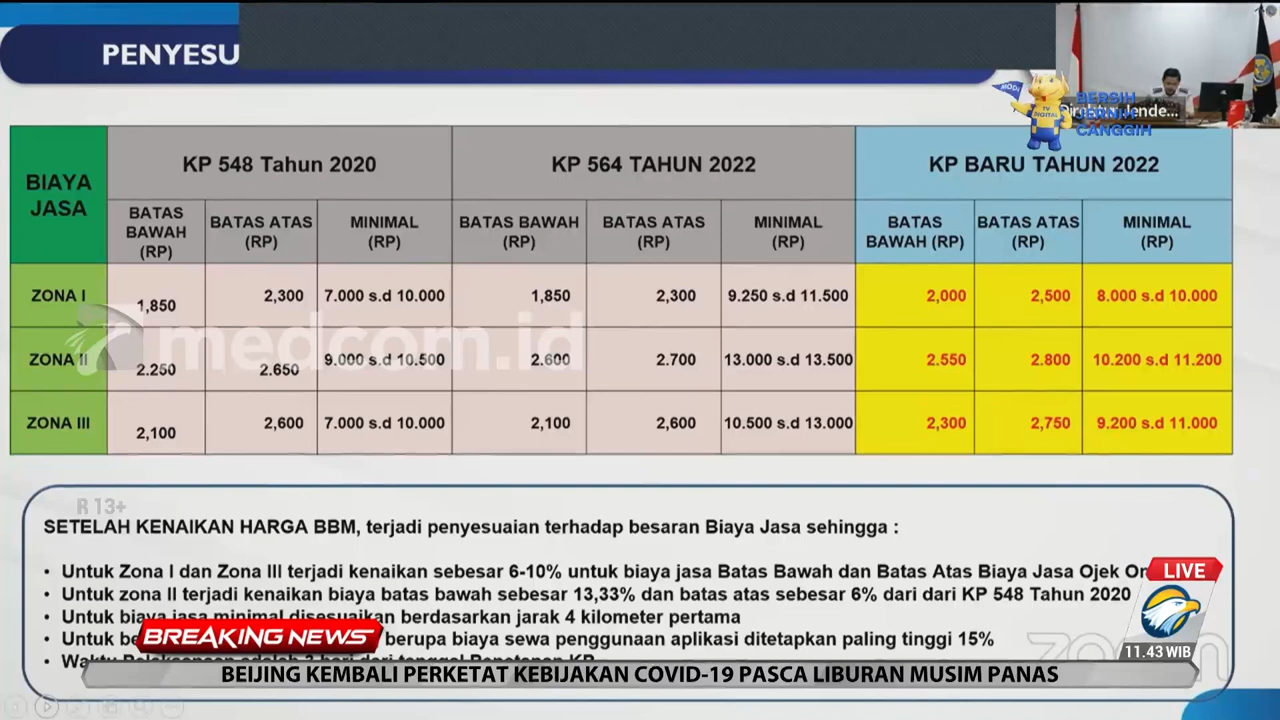 PENYESU
MODI
TV DIGITAL
BERSIH
JERNIH
CANGGIH
Jende...
BIAYA JASA
KP 548 Tahun 2020
KP 564 TAHUN 2022
KP BARU TAHUN 2022
BATAS BAWAH (RP)
BATAS ATAS (RP)
MINIMAL (RP)
BATAS BAWAH (RP)
BATAS ATAS (RP)
MINIMAL (RP)
BATAS BAWAH (RP)
BATAS ATAS (RP)
MINIMAL (RP)
ZONA I 1,850 2,300 7.000 s.d 10.000 1,850 2,300 9.250 s.d 11.500 2,000 2,500 8.000 s.d 10.000
medcom.id
ZONA II 2.250 2.650 9.000 s.d 10.500 2.600 2.700 13.000 s.d 13.500 2.550 2.800 10.200 s.d 11.200
ZONA III 2,100 2,600 7.000 s.d 10.000 2,100 2,600 10.500 s.d 13.000 2,300 2,750 9.200 s.d 11.000
R 13+
SETELAH KENAIKAN HARGA BBM, terjadi penyesuaian terhadap besaran Biaya Jasa sehingga :
• Untuk Zona I dan Zona III terjadi kenaikan sebesar 6-10% untuk biaya jasa Batas Bawah dan Batas Atas Biaya Jasa Ojek On
• Untuk zona II terjadi kenaikan biaya batas bawah sebesar 13,33% dan batas atas sebesar 6% dari dari KP 548 Tahun 2020
• Untuk biaya jasa minimal disesuaikan berdasarkan jarak 4 kilometer pertama
• Untuk be berupa biaya sewa penggunaan aplikasi ditetapkan paling tinggi 15%
LIVE
11.43 WIB
zoom
BREAKING NEWS
BEIJING KEMBALI PERKETAT KEBIJAKAN COVID-19 PASCA LIBURAN MUSIM PANAS